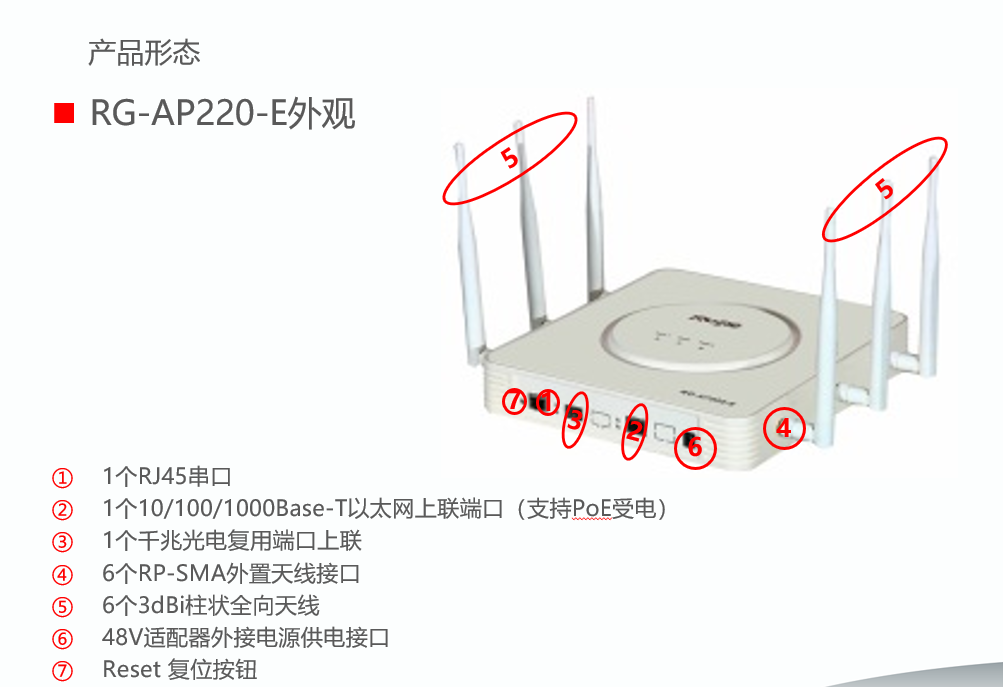 产品形态
RG-AP220-E外观
5
5
7
1
3
2
6
4
① 1个RJ45串口
② 1个10/100/1000Base-T以太网上联端口（支持PoE受电）
③ 1个千兆光电复用端口上联
④ 6个RP-SMA外置天线接口
⑤ 6个3dBi柱状全向天线
⑥ 48V适配器外接电源供电接口
⑦ Reset 复位按钮